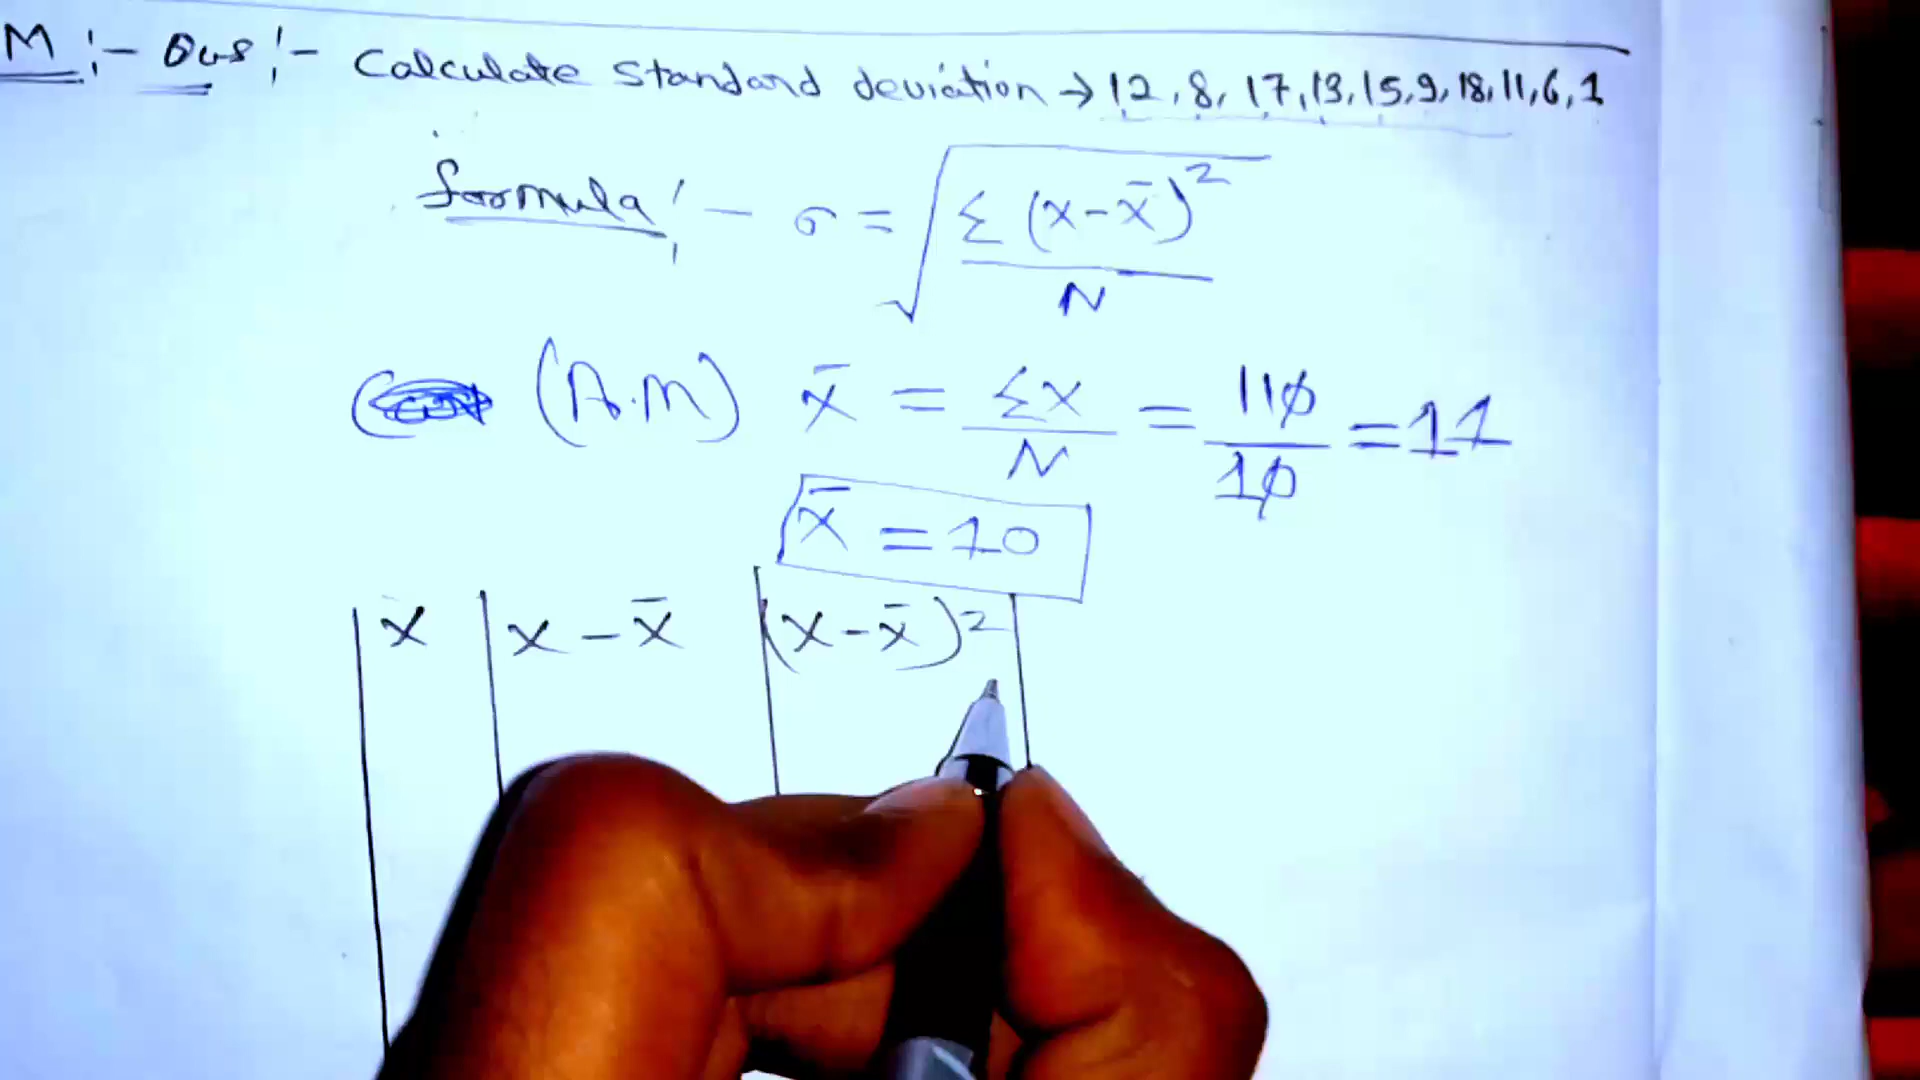 M :- Ques :- Calculate standard deviation → 12, 8, 17, 13, 15, 9, 18, 11, 6, 1
formula :- σ = √(Σ (x-x̄)² / N)
(A.M) x̄ = Σx / N = 110 / 10 = 11
x̄ = 10
x | x - x̄ | (x-x̄)²